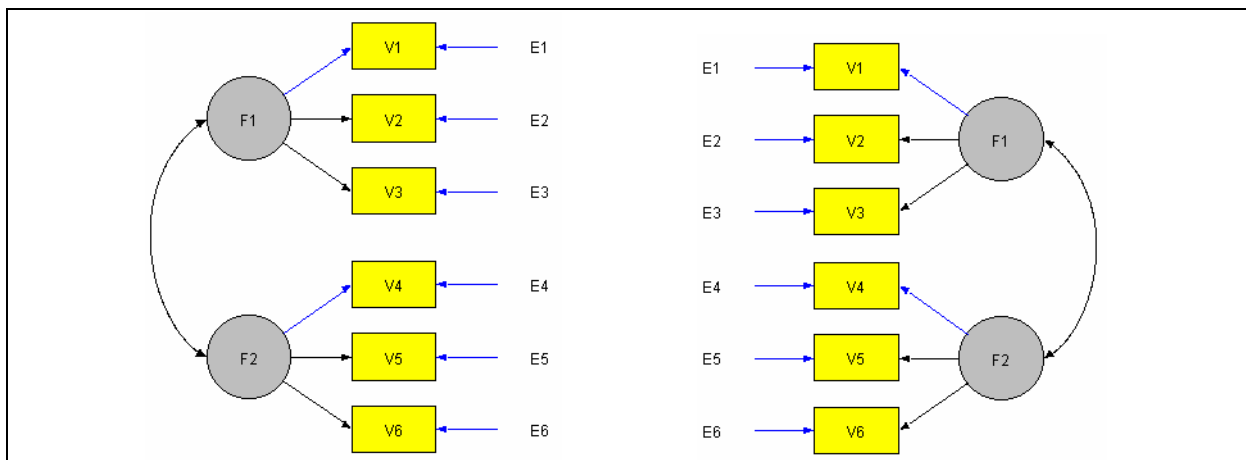 V1 E1
F1 V2 E2
V3 E3
V4 E4
F2 V5 E5
V6 E6
E1 V1
E2 V2 F1
E3 V3
E4 V4
E5 V5 F2
E6 V6